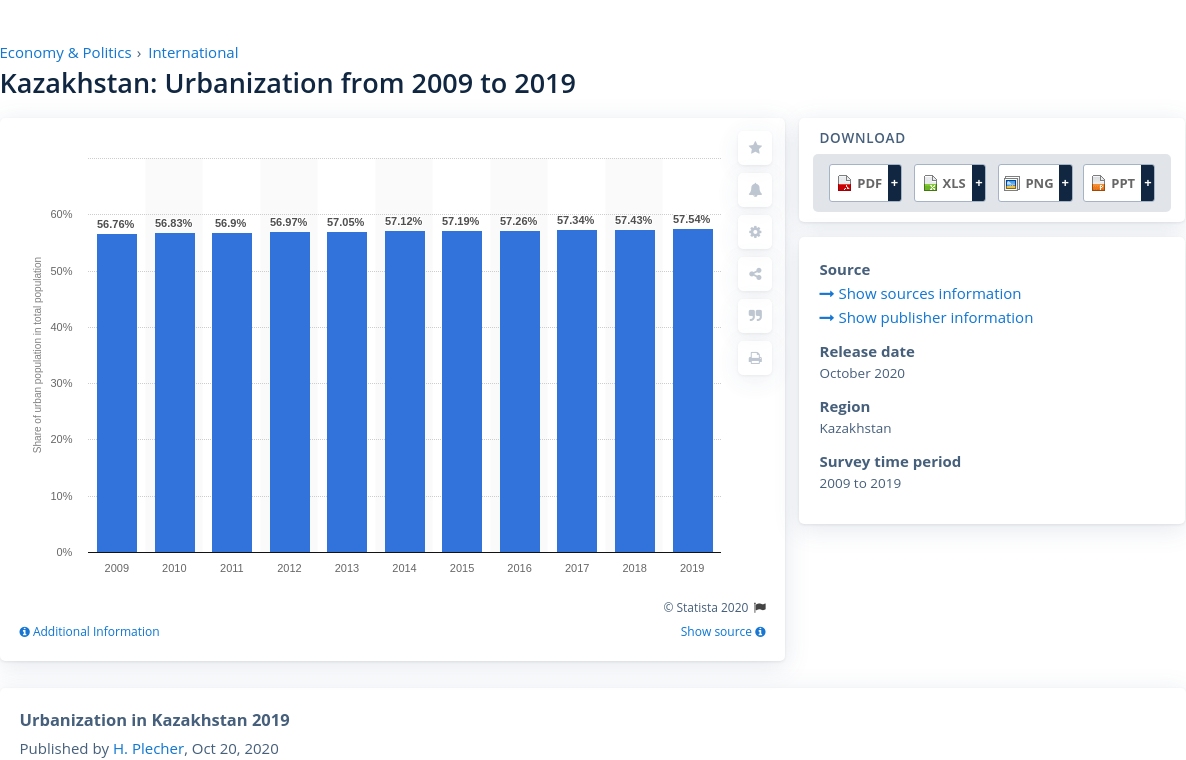 Economy & Politics › International
Kazakhstan: Urbanization from 2009 to 2019
Share of urban population in total population
60%
50%
40%
30%
20%
10%
0%
56.76% 56.83% 56.9% 56.97% 57.05% 57.12% 57.19% 57.26% 57.34% 57.43% 57.54%
2009 2010 2011 2012 2013 2014 2015 2016 2017 2018 2019
© Statista 2020
Additional Information
Show source
DOWNLOAD
PDF + XLS + PNG + PPT +
Source
Show sources information
Show publisher information
Release date
October 2020
Region
Kazakhstan
Survey time period
2009 to 2019
Urbanization in Kazakhstan 2019
Published by H. Plecher, Oct 20, 2020